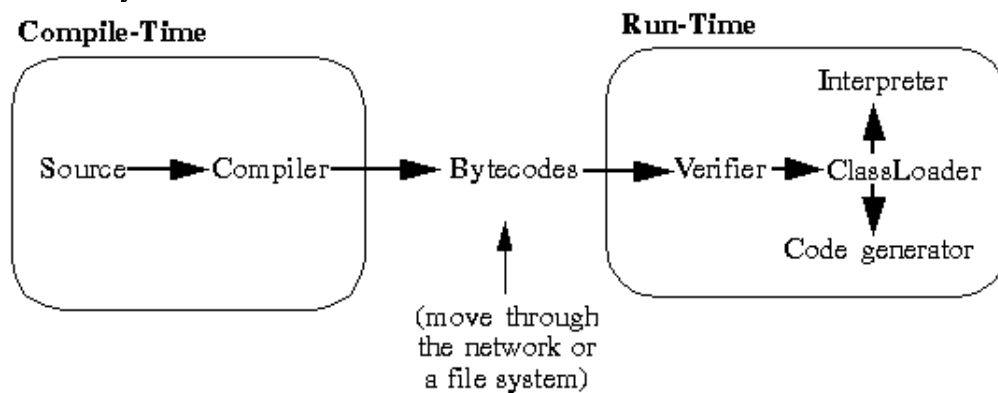 Compile-Time
Run-Time
Interpreter
Source Compiler Bytecodes Verifier ClassLoader
Code generator
(move through
the network or
a file system)